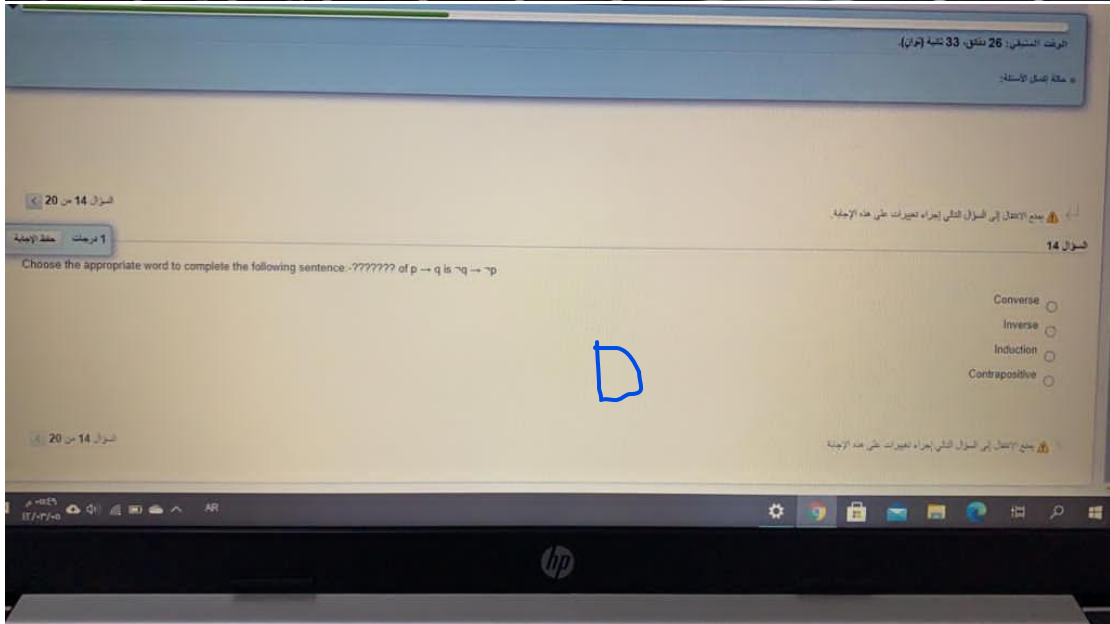 الوقت المتبقي: 26 دقائق، 33 ثانية (ثوانٍ).
حالة إكمال الأسئلة:
السؤال 14 من 20
يمنع الانتقال إلى السؤال التالي إجراء تغييرات على هذه الإجابة.
السؤال 14
1 درجات حفظ الإجابة
Choose the appropriate word to complete the following sentence:-??????? of p → q is ¬q → ¬p
Converse
Inverse
Induction
Contrapositive
D
السؤال 14 من 20
يمنع الانتقال إلى السؤال التالي إجراء تغييرات على هذه الإجابة
AR
hp